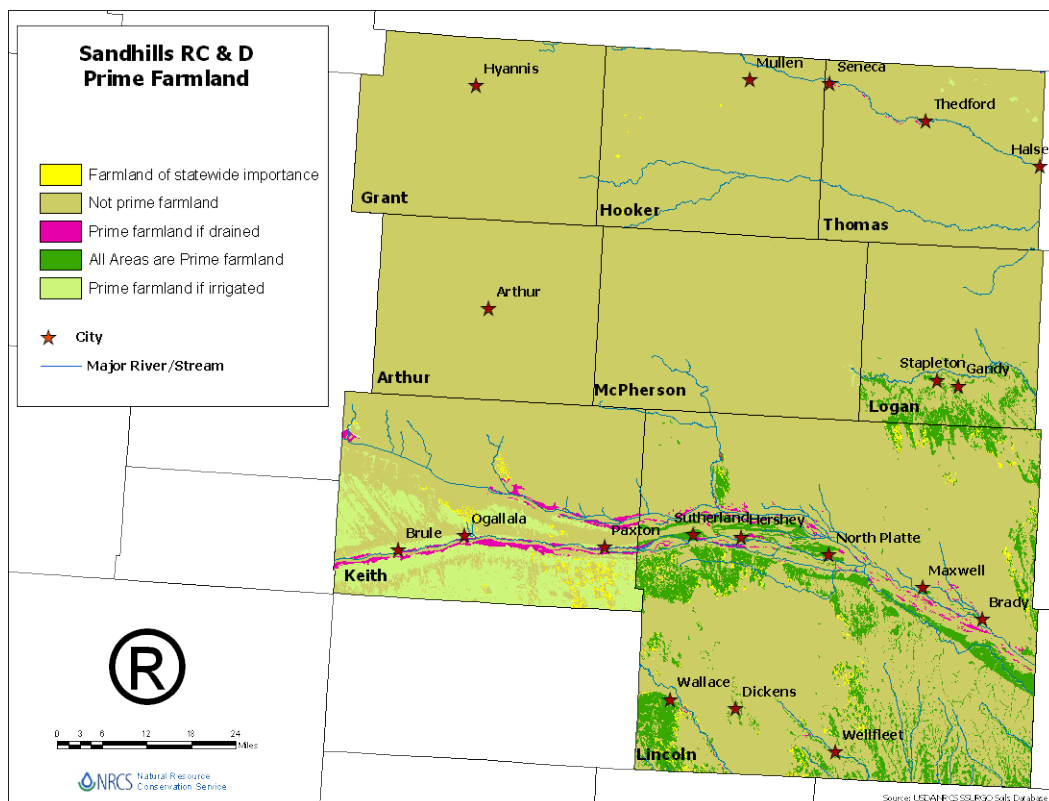 Sandhills RC & D
Prime Farmland
Farmland of statewide importance
Not prime farmland
Prime farmland if drained
All Areas are Prime farmland
Prime farmland if irrigated
City
Major River/Stream
Hyannis
Mullen
Seneca
Thedford
Halse
Grant
Hooker
Thomas
Arthur
Arthur
McPherson
Stapleton
Gandy
Logan
Ogallala
Brule
Paxton
Sutherland
Hershey
North Platte
Keith
Maxwell
Brady
Wallace
Dickens
Wellfleet
Lincoln
R
0 3 6 12 18 24
Miles
NRCS Natural Resource
Conservation Service
Source: USDA NRCS SSURGO Soils Database